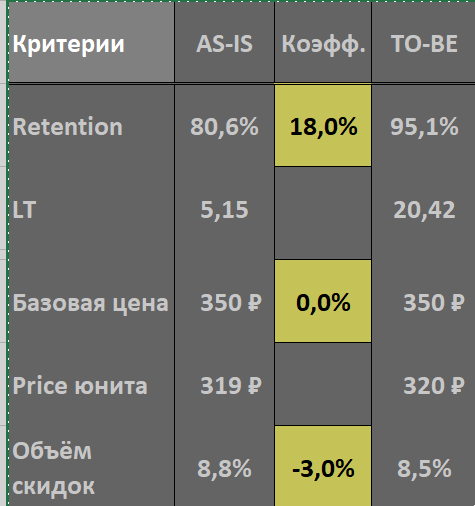 Критерии AS-IS Коэфф. TO-BE
Retention 80,6% 18,0% 95,1%
LT 5,15 20,42
Базовая цена 350 ₽ 0,0% 350 ₽
Price юнита 319 ₽ 320 ₽
Объём
скидок 8,8% -3,0% 8,5%